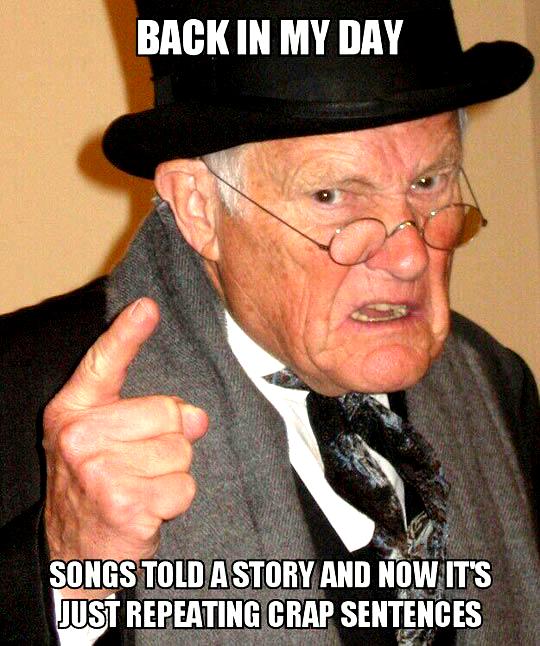 BACK IN MY DAY
SONGS TOLD A STORY AND NOW IT'S
JUST REPEATING CRAP SENTENCES